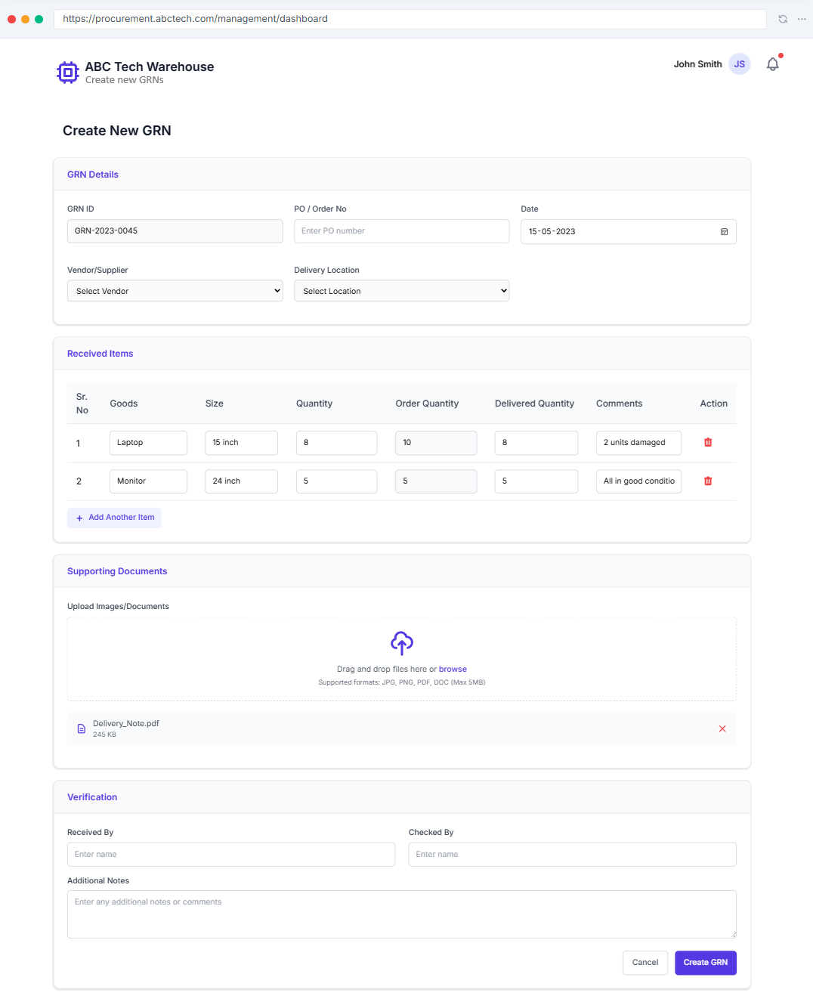 https://procurement.abctech.com/management/dashboard
ABC Tech Warehouse
Create new GRNs
John Smith JS
Create New GRN
GRN Details
GRN ID PO / Order No Date
GRN-2023-0045 Enter PO number 15-05-2023
Vendor/Supplier Delivery Location
Select Vendor Select Location
Received Items
Sr. No Goods Size Quantity Order Quantity Delivered Quantity Comments Action
1 Laptop 15 inch 8 10 8 2 units damaged
2 Monitor 24 inch 5 5 5 All in good conditio
+ Add Another Item
Supporting Documents
Upload Images/Documents
Drag and drop files here or browse
Supported formats: JPG, PNG, PDF, DOC (Max 5MB)
Delivery_Note.pdf
245 KB
Verification
Received By Checked By
Enter name Enter name
Additional Notes
Enter any additional notes or comments
Cancel Create GRN